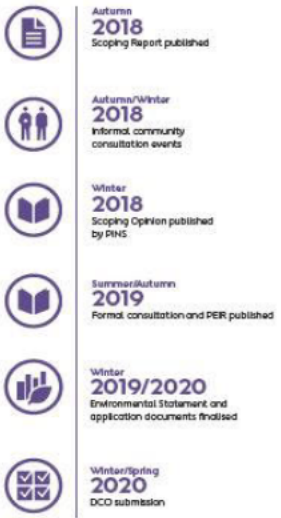 Autumn
2018
Scoping Report published
Autumn/Winter
2018
Informal community
consultation events
Winter
2018
Scoping Opinion published
by PINS
Summer/Autumn
2019
Formal consultation and PEIR published
Winter
2019/2020
Environmental Statement and
application documents finalised
Winter/Spring
2020
DCO submission